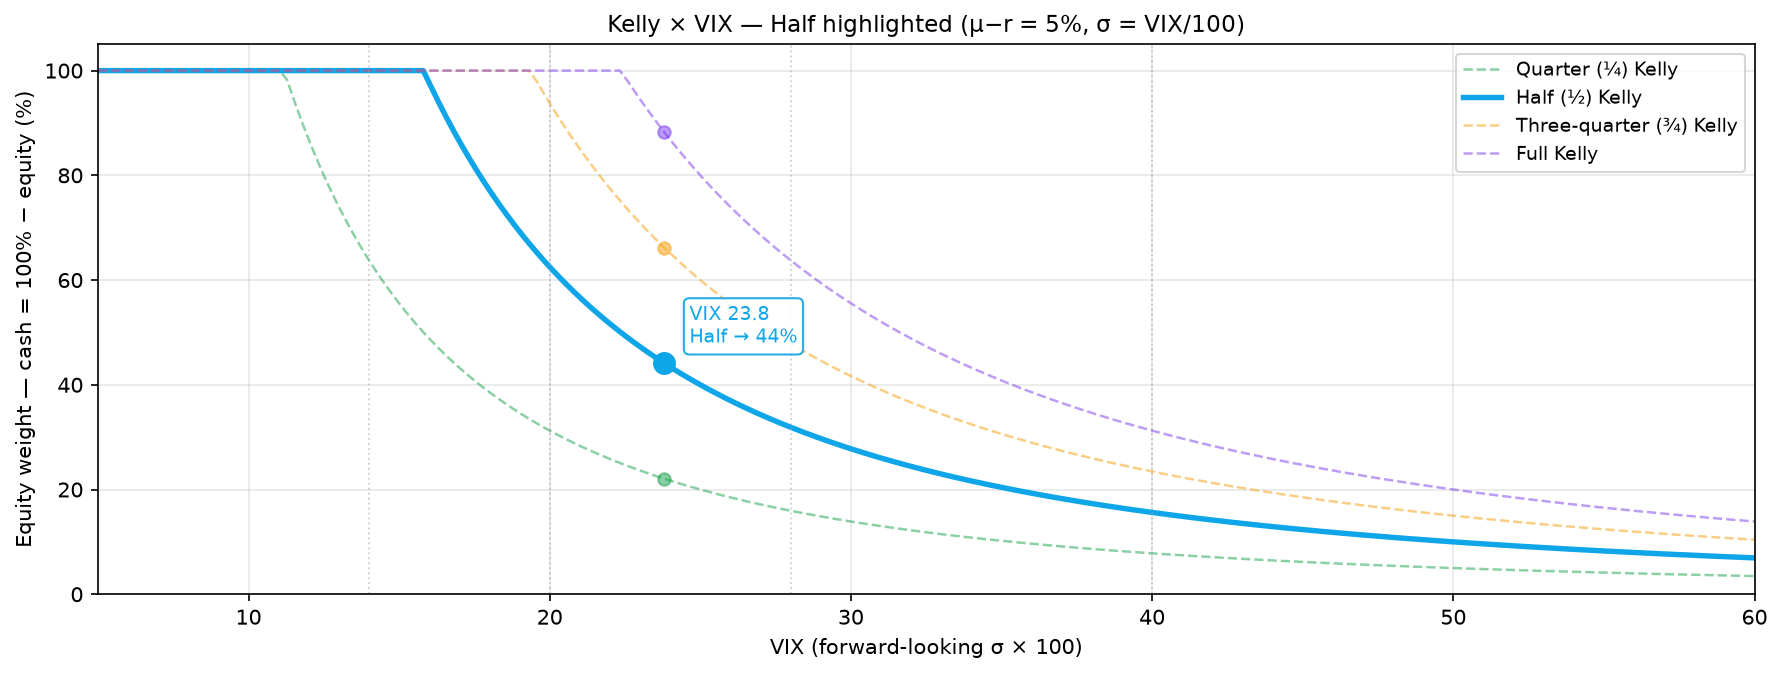 Kelly × VIX — Half highlighted (μ−r = 5%, σ = VIX/100)
Equity weight — cash = 100% − equity (%)
100
80
60
40
20
0
Quarter (¼) Kelly
Half (½) Kelly
Three-quarter (¾) Kelly
Full Kelly
VIX 23.8
Half → 44%
10
20
30
40
50
60
VIX (forward-looking σ × 100)